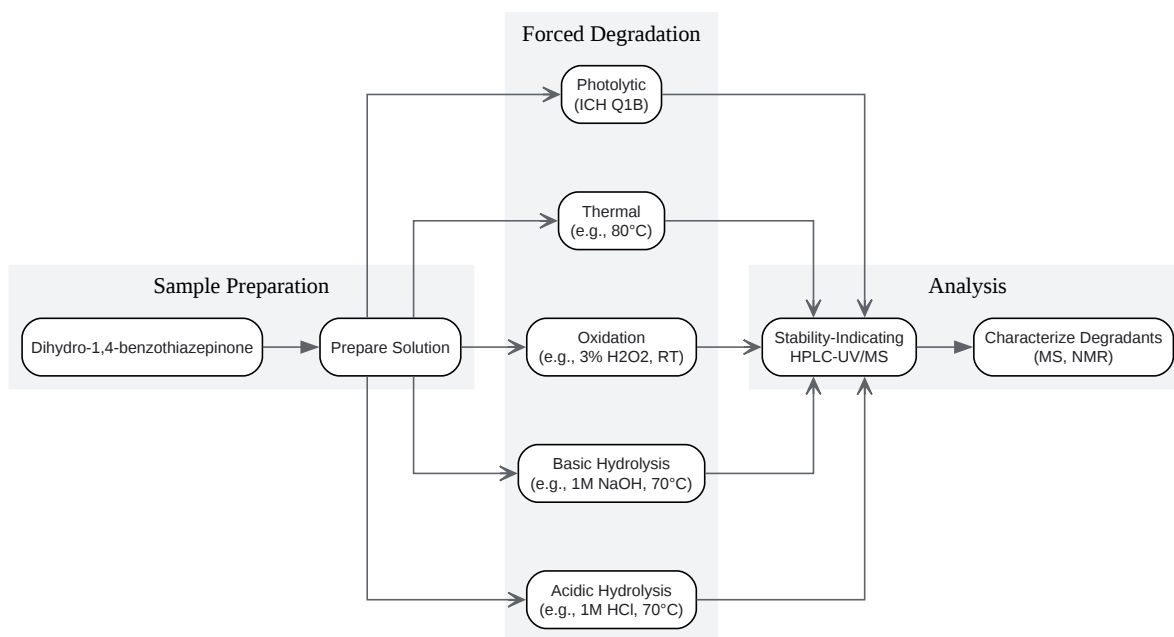 Forced Degradation
Photolytic
(ICH Q1B)
Thermal
(e.g., 80°C)
Sample Preparation
Dihydro-1,4-benzothiazepinone
Prepare Solution
Oxidation
(e.g., 3% H2O2, RT)
Analysis
Stability-Indicating
HPLC-UV/MS
Characterize Degradants
(MS, NMR)
Basic Hydrolysis
(e.g., 1M NaOH, 70°C)
Acidic Hydrolysis
(e.g., 1M HCl, 70°C)